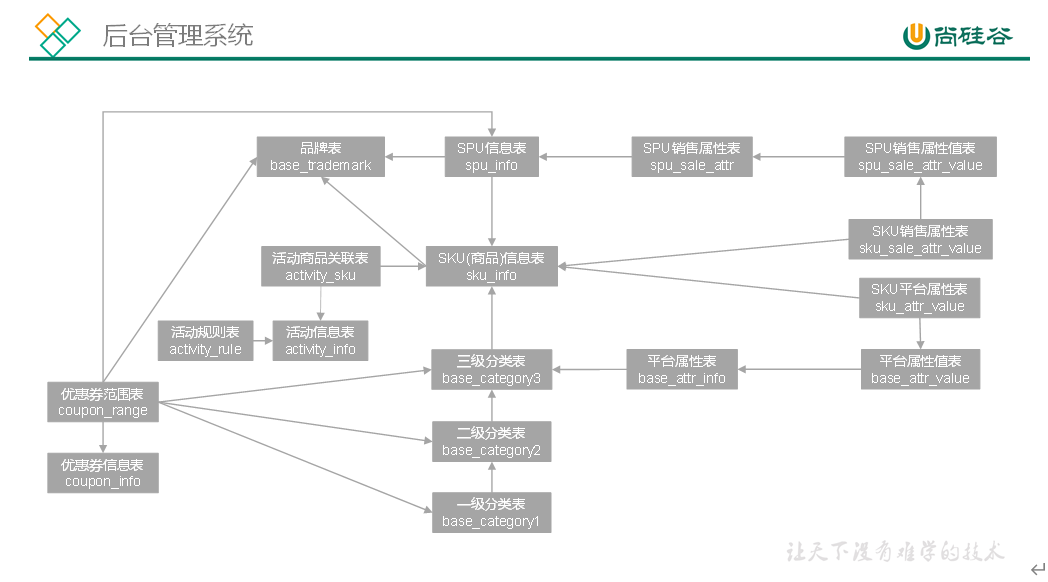 后台管理系统
尚硅谷
品牌表
base_trademark
SPU信息表
spu_info
SPU销售属性表
spu_sale_attr
SPU销售属性值表
spu_sale_attr_value
SKU销售属性表
sku_sale_attr_value
活动商品关联表
activity_sku
SKU(商品)信息表
sku_info
SKU平台属性表
sku_attr_value
活动规则表
activity_rule
活动信息表
activity_info
三级分类表
base_category3
平台属性表
base_attr_info
平台属性值表
base_attr_value
优惠券范围表
coupon_range
二级分类表
base_category2
优惠券信息表
coupon_info
一级分类表
base_category1
让天下没有难学的技术